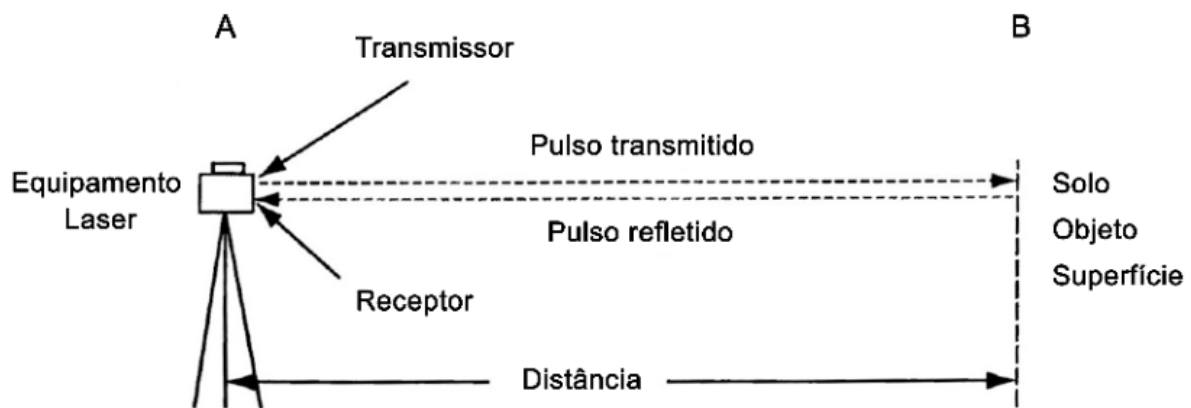 A
B
Transmissor
Pulso transmitido
Equipamento
Laser
Solo
Pulso refletido
Objeto
Superfície
Receptor
Distância